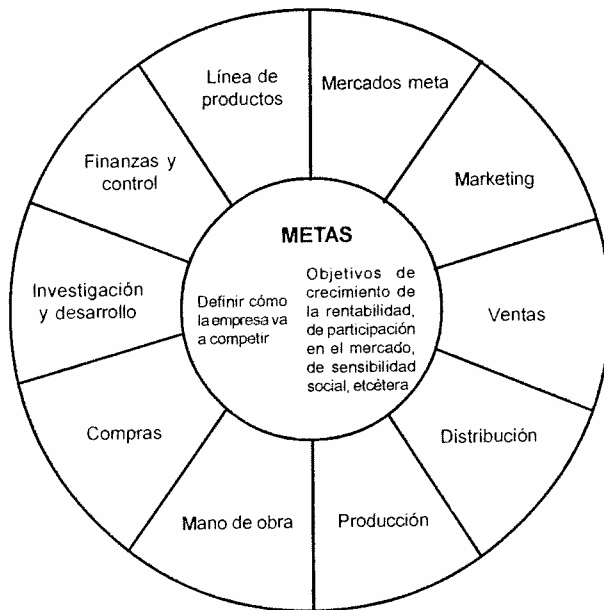 Línea de
productos
Mercados meta
Marketing
Ventas
Distribución
Producción
Mano de obra
Compras
Investigación
y desarrollo
Finanzas y
control
METAS
Definir cómo
la empresa va
a competir
Objetivos de
crecimiento de
la rentabilidad,
de participación
en el mercado,
de sensibilidad
social, etcétera